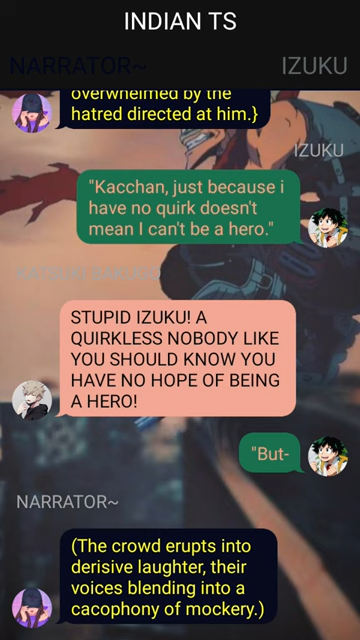 INDIAN TS
NARRATOR~
IZUKU
overwhelmed by the
hatred directed at him.}
IZUKU
"Kacchan, just because i
have no quirk doesn't
mean I can't be a hero."
KATSUKI BAKUGO
STUPID IZUKU! A
QUIRKLESS NOBODY LIKE
YOU SHOULD KNOW YOU
HAVE NO HOPE OF BEING
A HERO!
"But-
NARRATOR~
(The crowd erupts into
derisive laughter, their
voices blending into a
cacophony of mockery.)